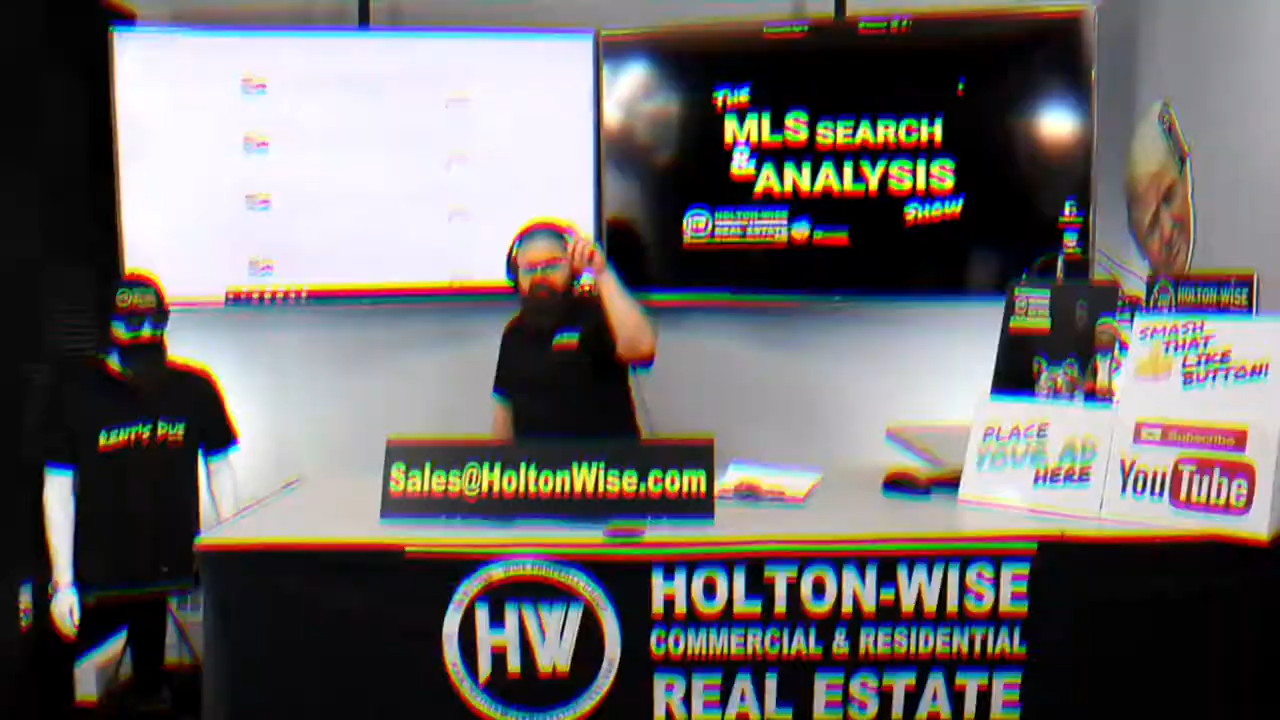 THE
MLS SEARCH
& ANALYSIS
SHOW
HOLTON-WISE
REAL ESTATE
RENT'S DUE
Sales@HoltonWise.com
HOLTON-WISE
SMASH
THAT
LIKE
BUTTON!
PLACE
YOUR AD
HERE
Subscribe
YouTube
HW
HOLTON-WISE
COMMERCIAL & RESIDENTIAL
REAL ESTATE